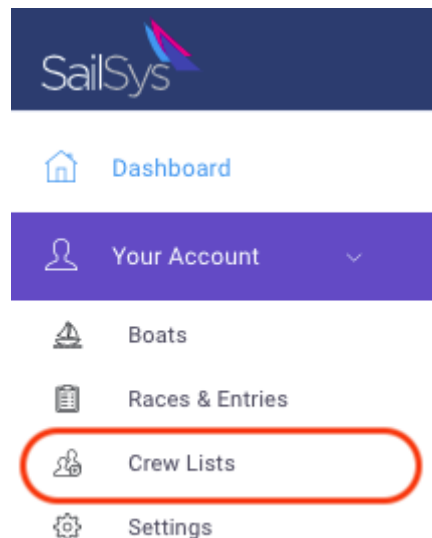 SailSys
Dashboard
Your Account
Boats
Races & Entries
Crew Lists
Settings